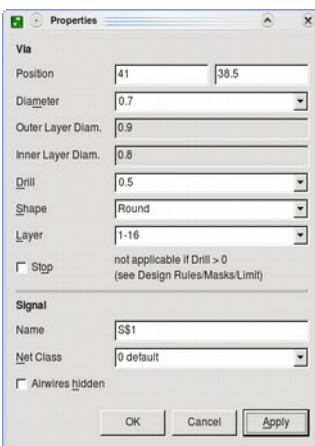 Properties
Via
Position 41 38.5
Diameter 0.7
Outer Layer Diam. 0.9
Inner Layer Diam. 0.8
Drill 0.5
Shape Round
Layer 1-16
Stop not applicable if Drill > 0
(see Design Rules/Masks/Limit)
Signal
Name S$1
Net Class 0 default
Airwires hidden
OK Cancel Apply